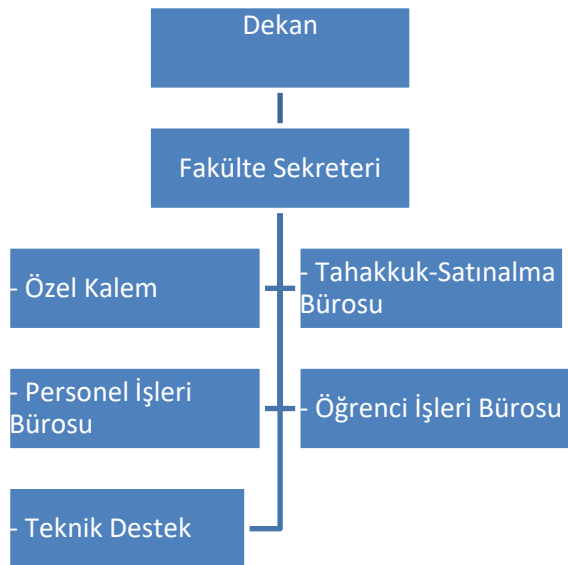 Dekan
Fakülte Sekreteri
- Özel Kalem
- Tahakkuk-Satınalma
Bürosu
- Personel İşleri
Bürosu
- Öğrenci İşleri Bürosu
- Teknik Destek